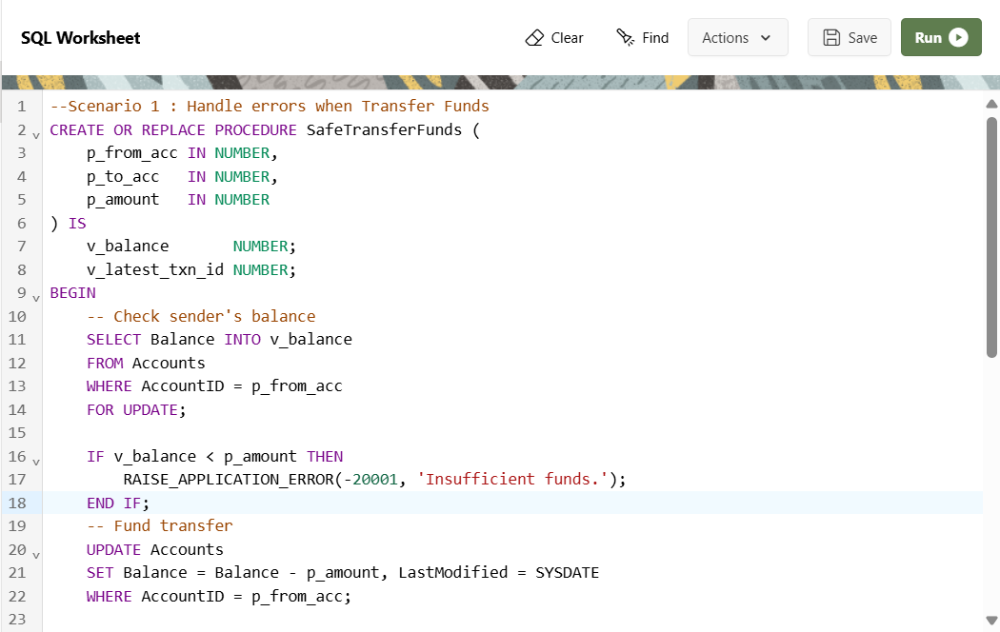 SQL Worksheet Clear Find Actions Save Run
1 --Scenario 1 : Handle errors when Transfer Funds
2 CREATE OR REPLACE PROCEDURE SafeTransferFunds (
3     p_from_acc IN NUMBER,
4     p_to_acc   IN NUMBER,
5     p_amount   IN NUMBER
6 ) IS
7     v_balance       NUMBER;
8     v_latest_txn_id NUMBER;
9 BEGIN
10     -- Check sender's balance
11     SELECT Balance INTO v_balance
12     FROM Accounts
13     WHERE AccountID = p_from_acc
14     FOR UPDATE;
15
16     IF v_balance < p_amount THEN
17         RAISE_APPLICATION_ERROR(-20001, 'Insufficient funds.');
18     END IF;
19     -- Fund transfer
20     UPDATE Accounts
21     SET Balance = Balance - p_amount, LastModified = SYSDATE
22     WHERE AccountID = p_from_acc;
23